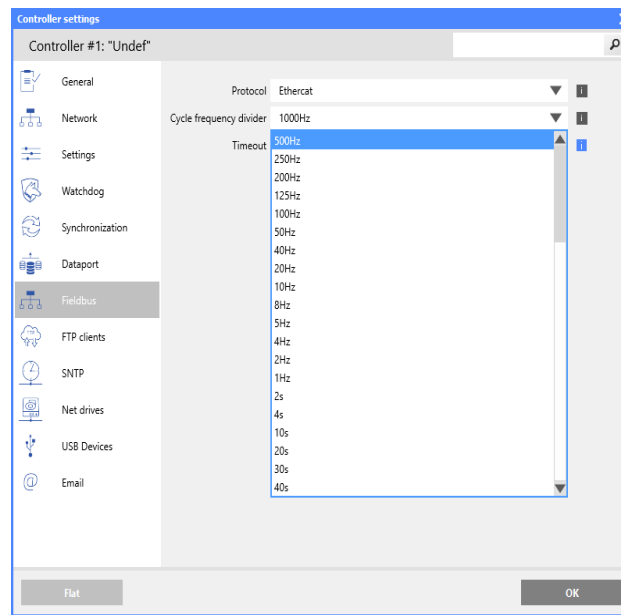 Controller settings
Controller #1: "Undef"
General
Network
Settings
Watchdog
Synchronization
Dataport
Fieldbus
FTP clients
SNTP
Net drives
USB Devices
Email
Protocol Ethercat
Cycle frequency divider 1000Hz
Timeout
500Hz
250Hz
200Hz
125Hz
100Hz
50Hz
40Hz
20Hz
10Hz
8Hz
5Hz
4Hz
2Hz
1Hz
2s
4s
10s
20s
30s
40s
Flat
OK